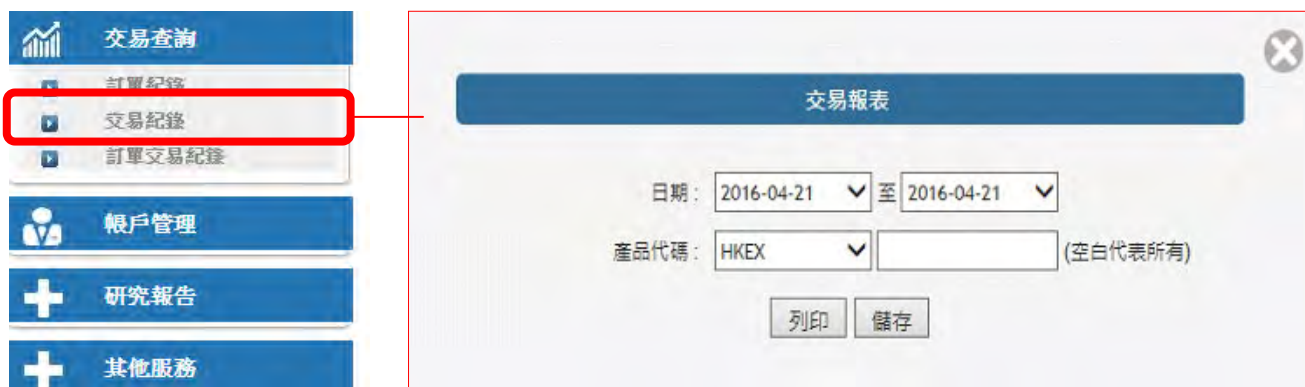 交易查詢
訂單紀錄
交易紀錄
訂單交易紀錄
帳戶管理
研究報告
其他服務
交易報表
日期 : 2016-04-21 至 2016-04-21
產品代碼 : HKEX (空白代表所有)
列印 儲存